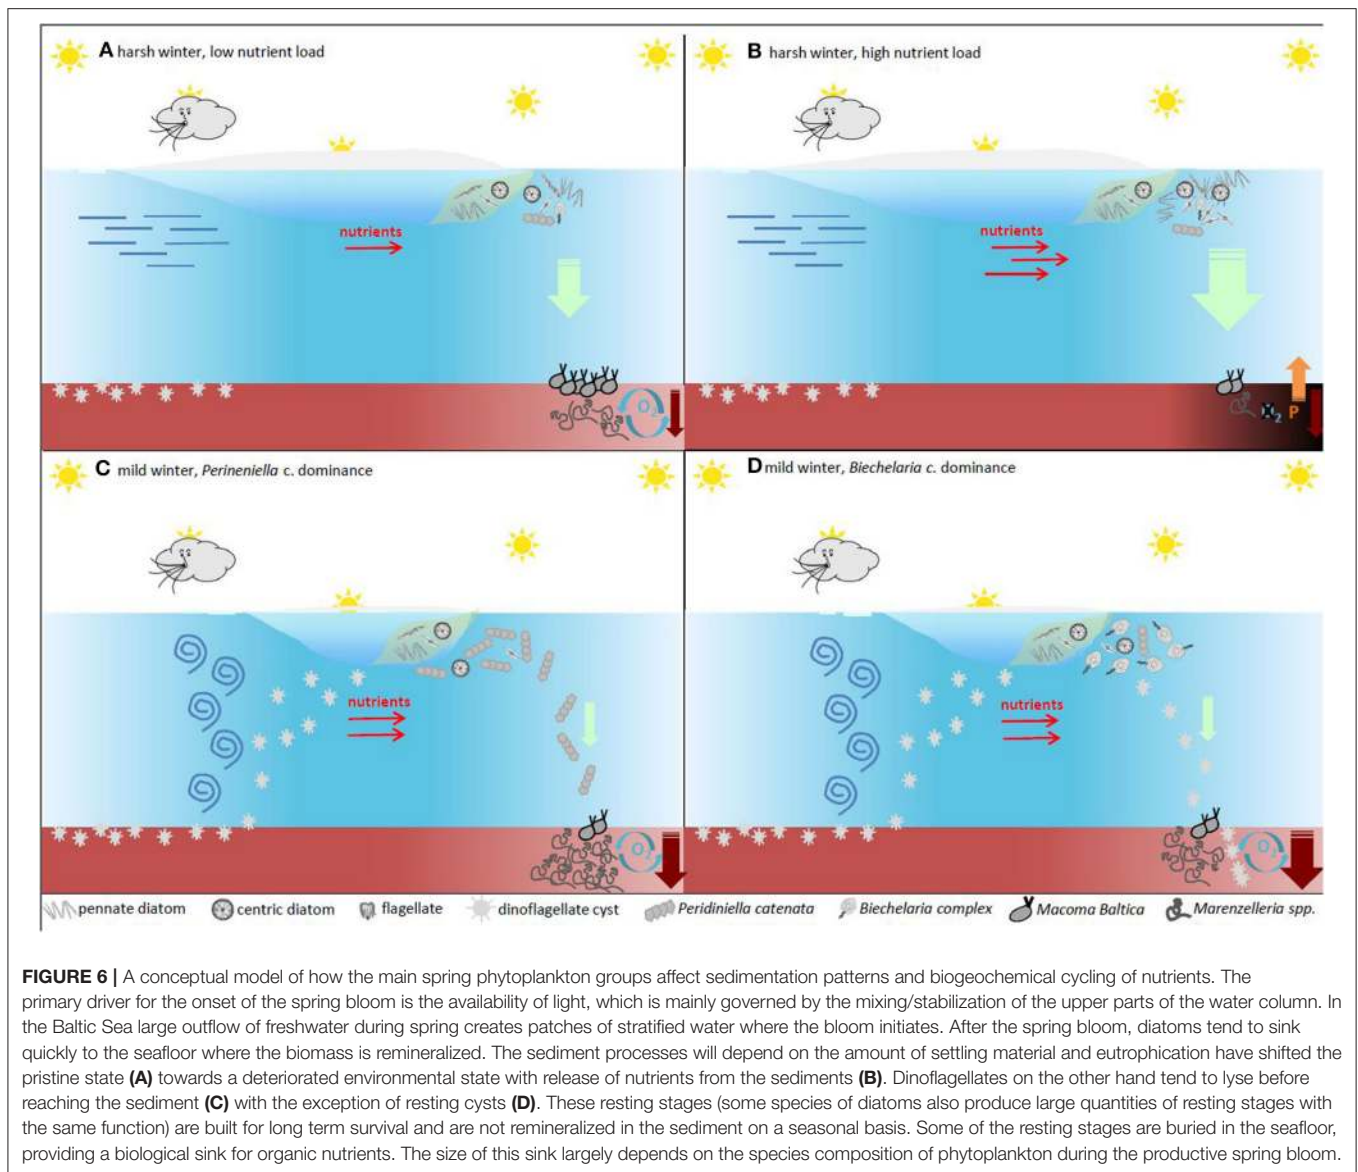 A harsh winter, low nutrient load
B harsh winter, high nutrient load
nutrients
nutrients
O2
O2 P
C mild winter, Perineniella c. dominance
D mild winter, Biechelaria c. dominance
nutrients
nutrients
O2
O2
pennate diatom centric diatom flagellate dinoflagellate cyst Peridiniella catenata Biechelaria complex Macoma Baltica Marenzelleria spp.
FIGURE 6 | A conceptual model of how the main spring phytoplankton groups affect sedimentation patterns and biogeochemical cycling of nutrients. The
primary driver for the onset of the spring bloom is the availability of light, which is mainly governed by the mixing/stabilization of the upper parts of the water column. In
the Baltic Sea large outflow of freshwater during spring creates patches of stratified water where the bloom initiates. After the spring bloom, diatoms tend to sink
quickly to the seafloor where the biomass is remineralized. The sediment processes will depend on the amount of settling material and eutrophication have shifted the
pristine state (A) towards a deteriorated environmental state with release of nutrients from the sediments (B). Dinoflagellates on the other hand tend to lyse before
reaching the sediment (C) with the exception of resting cysts (D). These resting stages (some species of diatoms also produce large quantities of resting stages with
the same function) are built for long term survival and are not remineralized in the sediment on a seasonal basis. Some of the resting stages are buried in the seafloor,
providing a biological sink for organic nutrients. The size of this sink largely depends on the species composition of phytoplankton during the productive spring bloom.